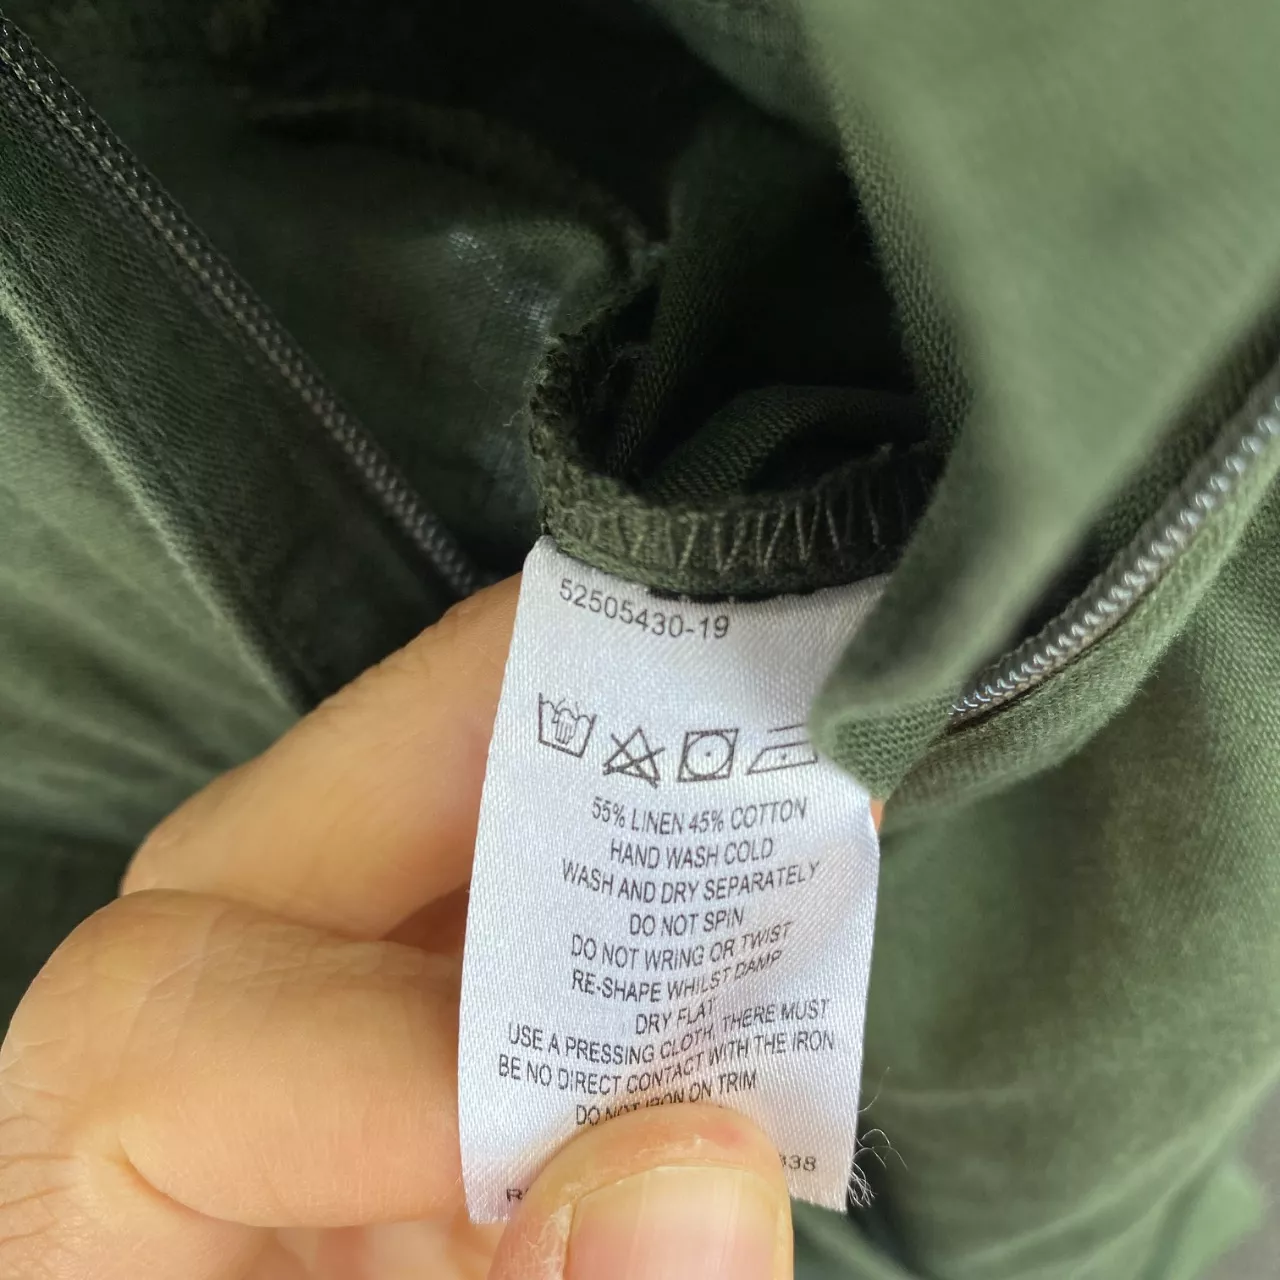 52505430-19
55% LINEN 45% COTTON
HAND WASH COLD
WASH AND DRY SEPARATELY
DO NOT SPIN
DO NOT WRING OR TWIST
RE-SHAPE WHILST DAMP
DRY FLAT
USE A PRESSING CLOTH, THERE MUST
BE NO DIRECT CONTACT WITH THE IRON
DO NOT IRON ON TRIM